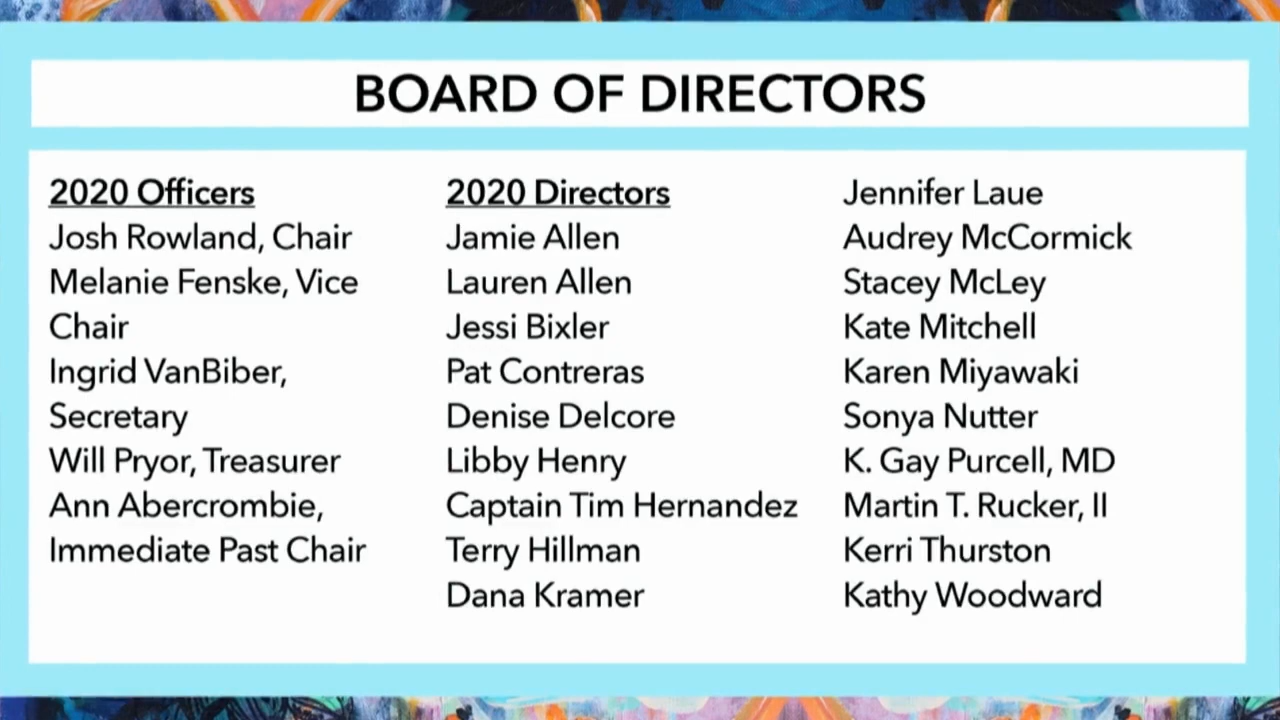 BOARD OF DIRECTORS
2020 Officers
Josh Rowland, Chair
Melanie Fenske, Vice
Chair
Ingrid VanBiber,
Secretary
Will Pryor, Treasurer
Ann Abercrombie,
Immediate Past Chair
2020 Directors
Jamie Allen
Lauren Allen
Jessi Bixler
Pat Contreras
Denise Delcore
Libby Henry
Captain Tim Hernandez
Terry Hillman
Dana Kramer
Jennifer Laue
Audrey McCormick
Stacey McLey
Kate Mitchell
Karen Miyawaki
Sonya Nutter
K. Gay Purcell, MD
Martin T. Rucker, II
Kerri Thurston
Kathy Woodward